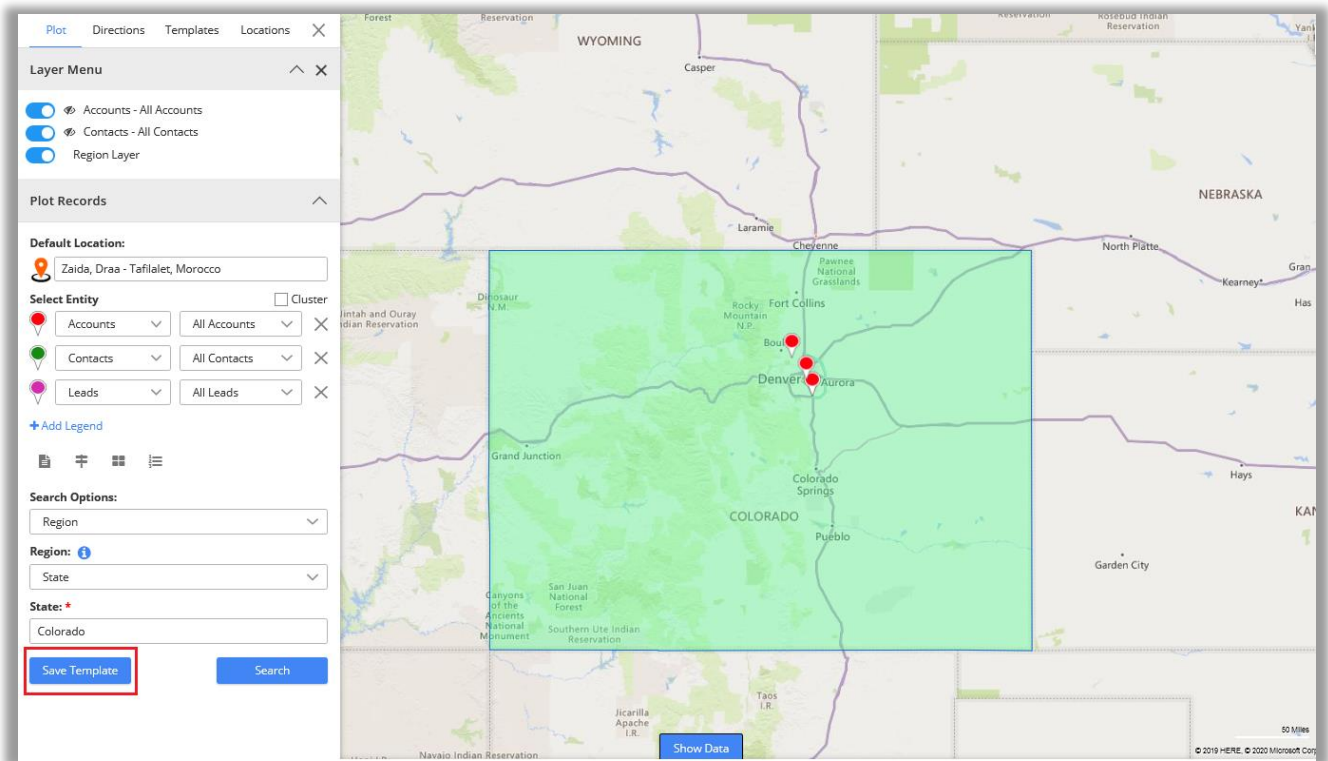 Plot Directions Templates Locations
Layer Menu
Accounts - All Accounts
Contacts - All Contacts
Region Layer
Plot Records
Default Location:
Zaida, Draa - Tafilalet, Morocco
Select Entity Cluster
Accounts All Accounts
Contacts All Contacts
Leads All Leads
+ Add Legend
Search Options:
Region
Region:
State
State: *
Colorado
Save Template Search
Forest
Reservation
Reservation
Rosebud Indian
Reservation
WYOMING
Casper
NEBRASKA
Laramie
Cheyenne
North Platte
Pawnee
National
Grasslands
Kearney
Dinosaur
N.M.
Rocky
Mountain
N.P.
Fort Collins
Has
and Ouray
Reservation
Denver
Aurora
Grand Junction
Hays
Colorado
Springs
COLORADO
Pueblo
Garden City
San Juan
National
Forest
Canyons
of the
Ancients
National
Monument
Southern Ute Indian
Reservation
Taos
I.R.
Jicarilla
Apache
I.R.
Navajo Indian Reservation
Show Data
50 Miles
© 2019 HERE, © 2020 Microsoft Corp